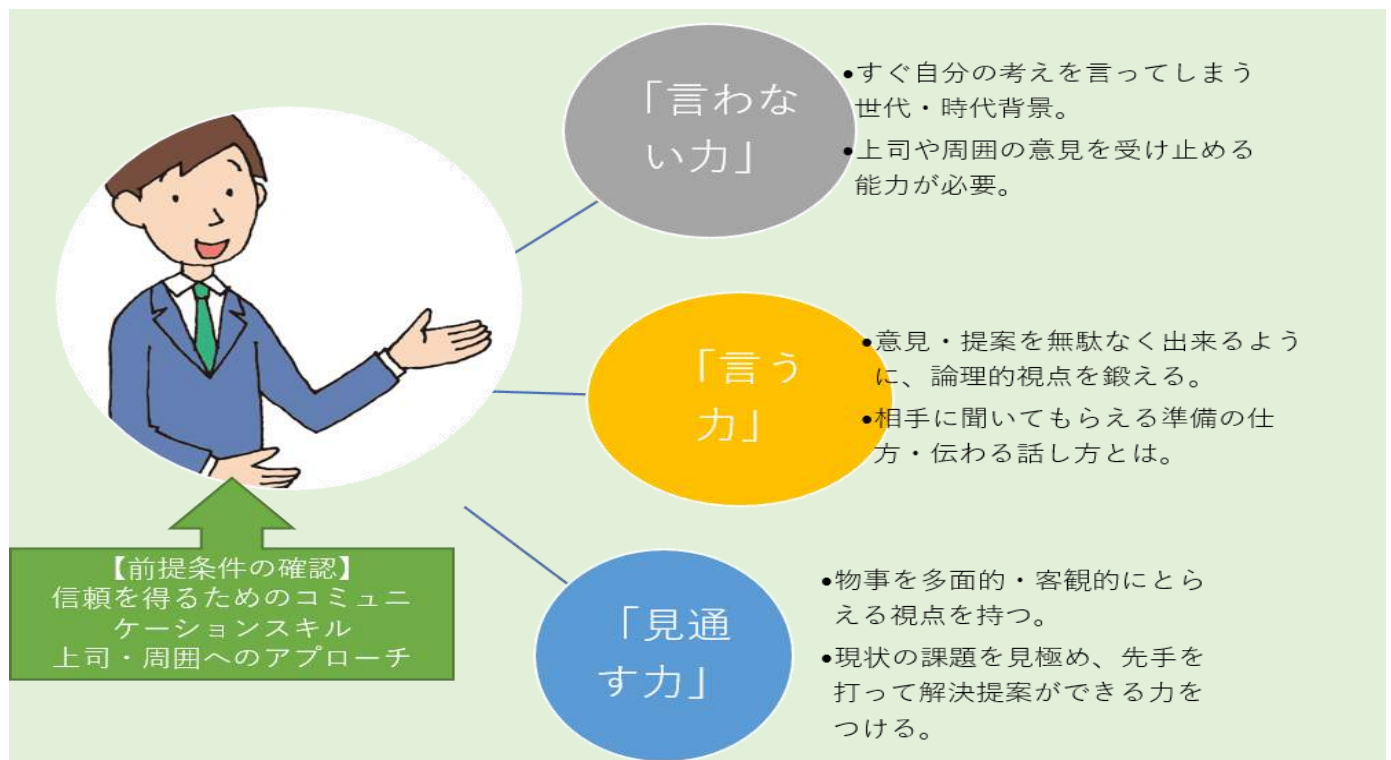 「言わな
い力」
•すぐ自分の考えを言ってしまう
世代・時代背景。
•上司や周囲の意見を受け止める
能力が必要。
「言う
力」
•意見・提案を無駄なく出来るよう
に、論理的視点を鍛える。
•相手に聞いてもらえる準備の仕
方・伝わる話し方とは。
【前提条件の確認】
信頼を得るためのコミュニ
ケーションスキル
上司・周囲へのアプローチ
「見通
す力」
•物事を多面的・客観的にとら
える視点を持つ。
•現状の課題を見極め、先手を
打って解決提案ができる力を
つける。